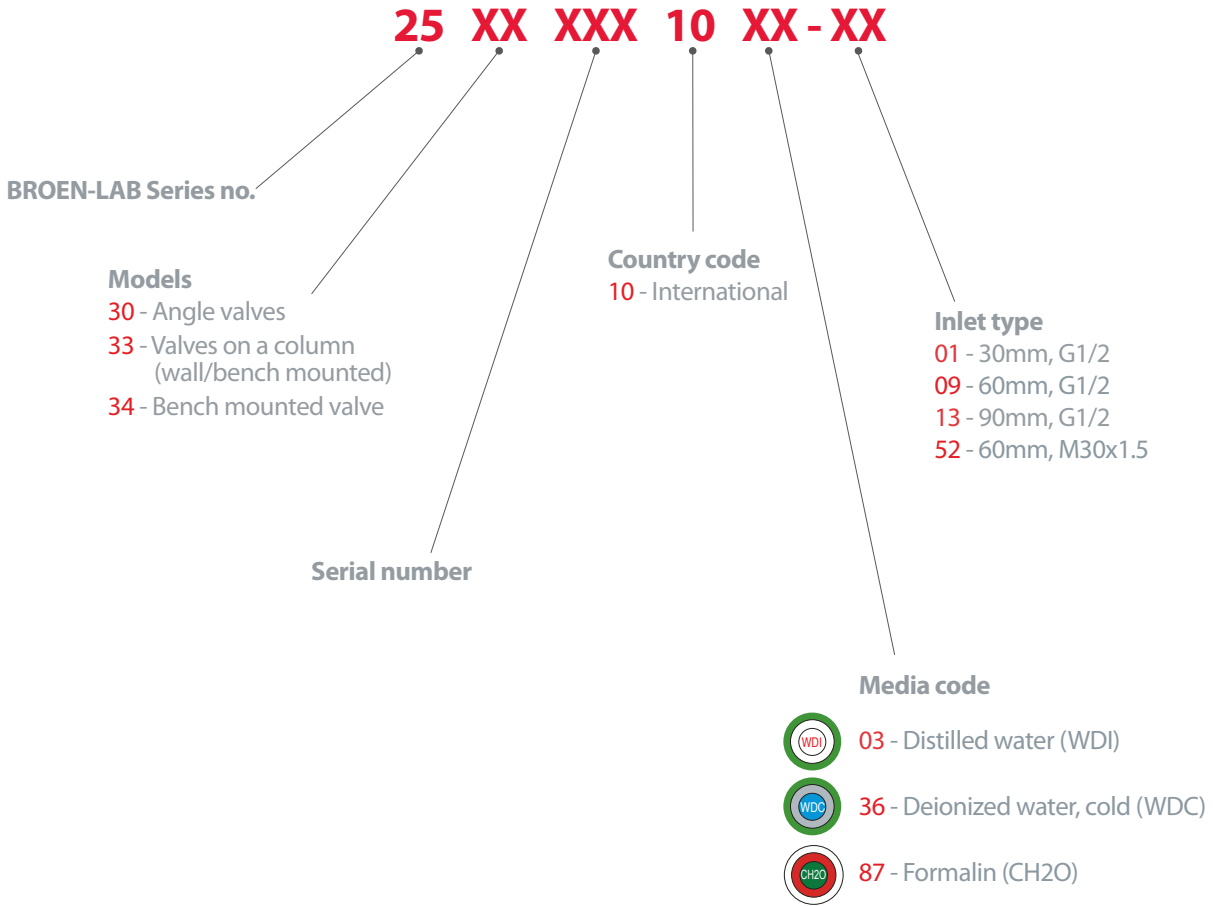 25 XX XXX 10 XX - XX
BROEN-LAB Series no.
Models
30 - Angle valves
33 - Valves on a column
(wall/bench mounted)
34 - Bench mounted valve
Serial number
Country code
10 - International
Inlet type
01 - 30mm, G1/2
09 - 60mm, G1/2
13 - 90mm, G1/2
52 - 60mm, M30x1.5
Media code
WDI 03 - Distilled water (WDI)
WDC 36 - Deionized water, cold (WDC)
CH2O 87 - Formalin (CH2O)